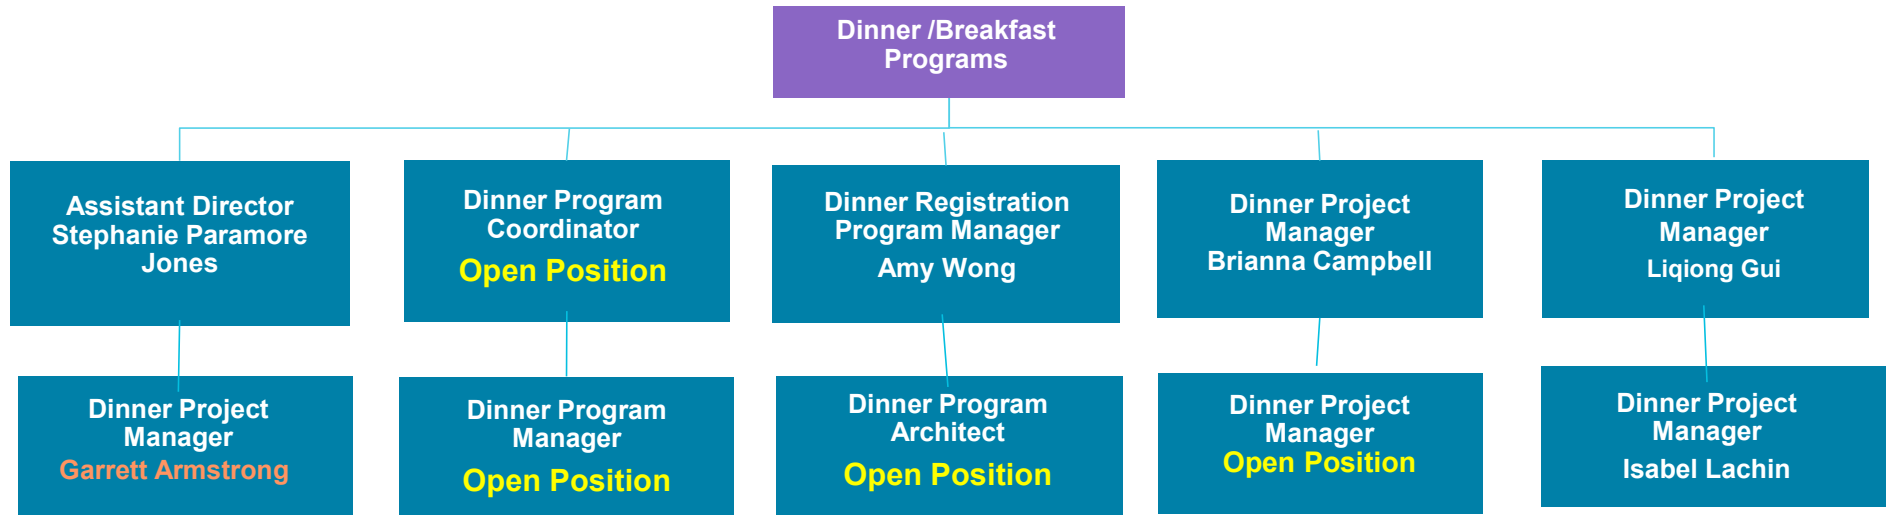 Dinner /Breakfast
Programs
Assistant Director
Stephanie Paramore
Jones
Dinner Program
Coordinator
Open Position
Dinner Registration
Program Manager
Amy Wong
Dinner Project
Manager
Brianna Campbell
Dinner Project
Manager
Liqiong Gui
Dinner Project
Manager
Garrett Armstrong
Dinner Program
Manager
Open Position
Dinner Program
Architect
Open Position
Dinner Project
Manager
Open Position
Dinner Project
Manager
Isabel Lachin